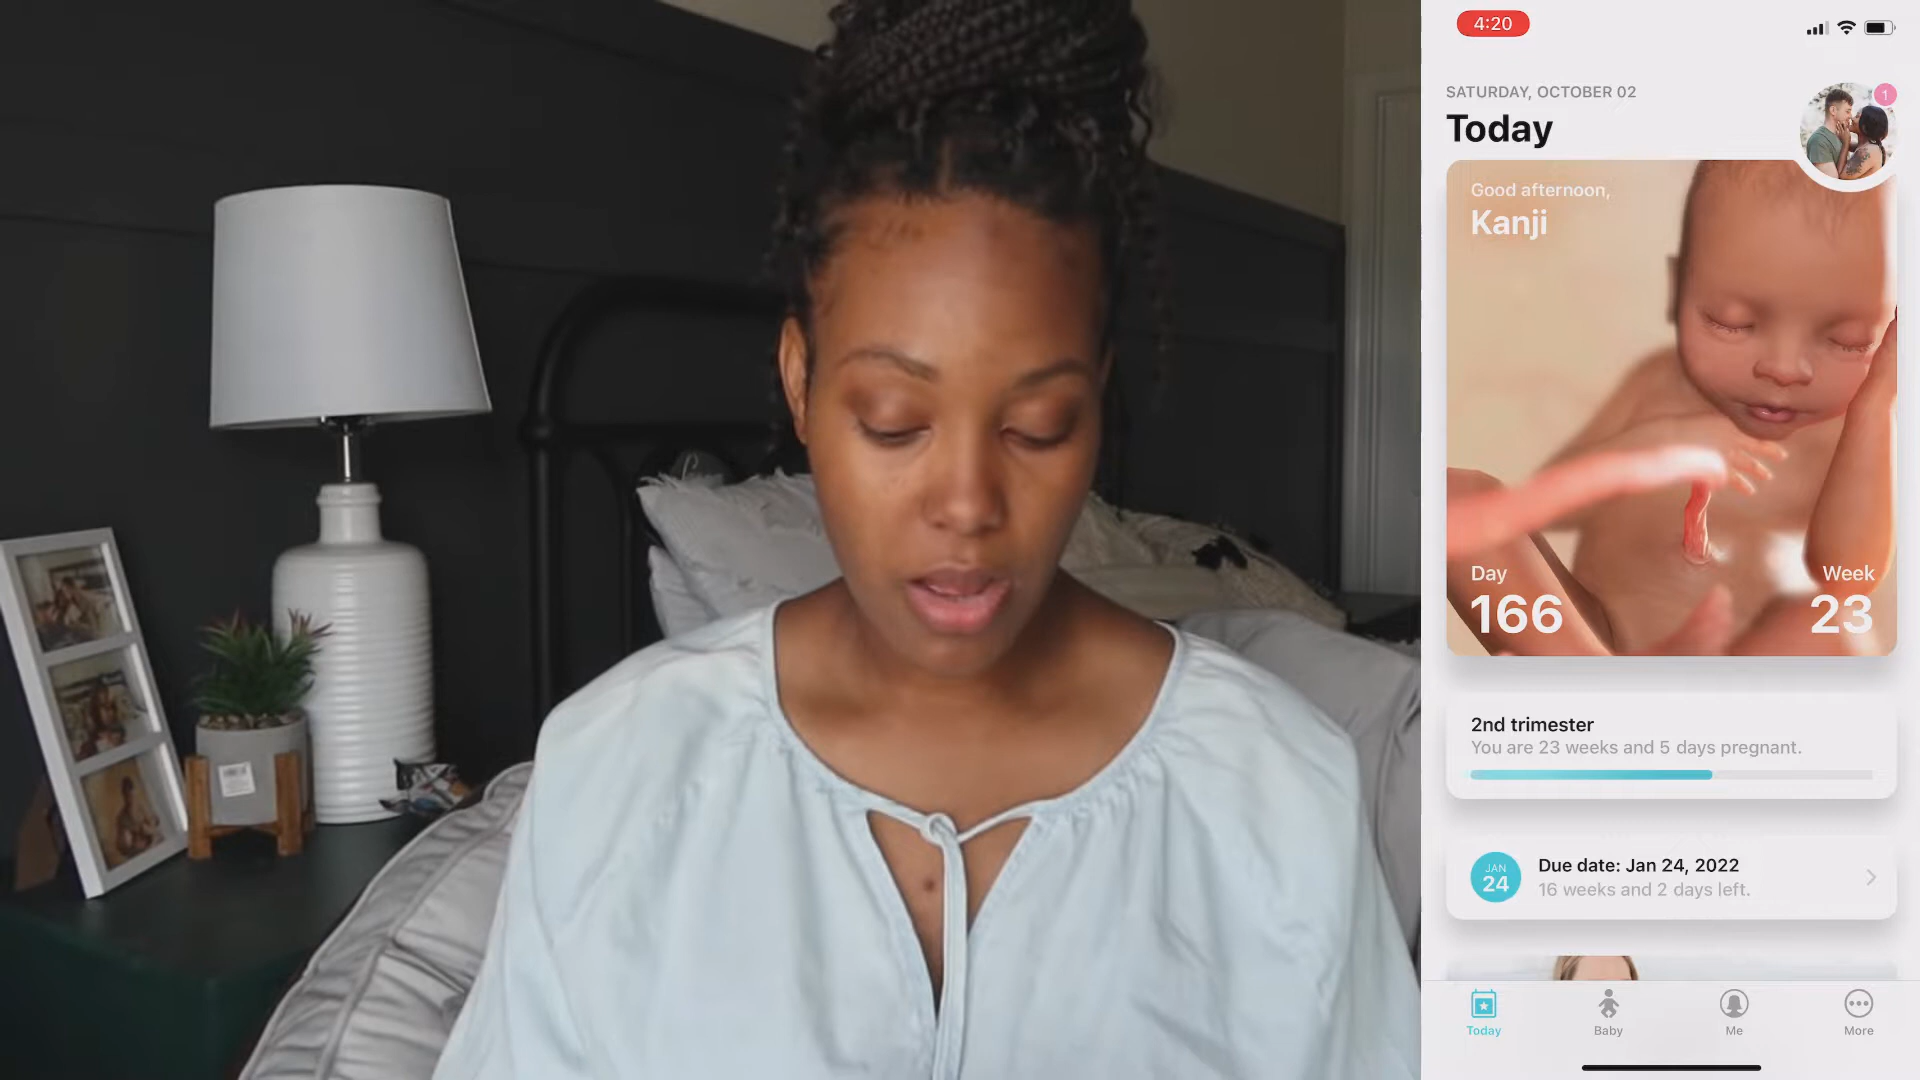 4:20
SATURDAY, OCTOBER 02
Today
1
Good afternoon,
Kanji
Day
166
Week
23
2nd trimester
You are 23 weeks and 5 days pregnant.
JAN
24
Due date: Jan 24, 2022
16 weeks and 2 days left.
Today
Baby
Me
More